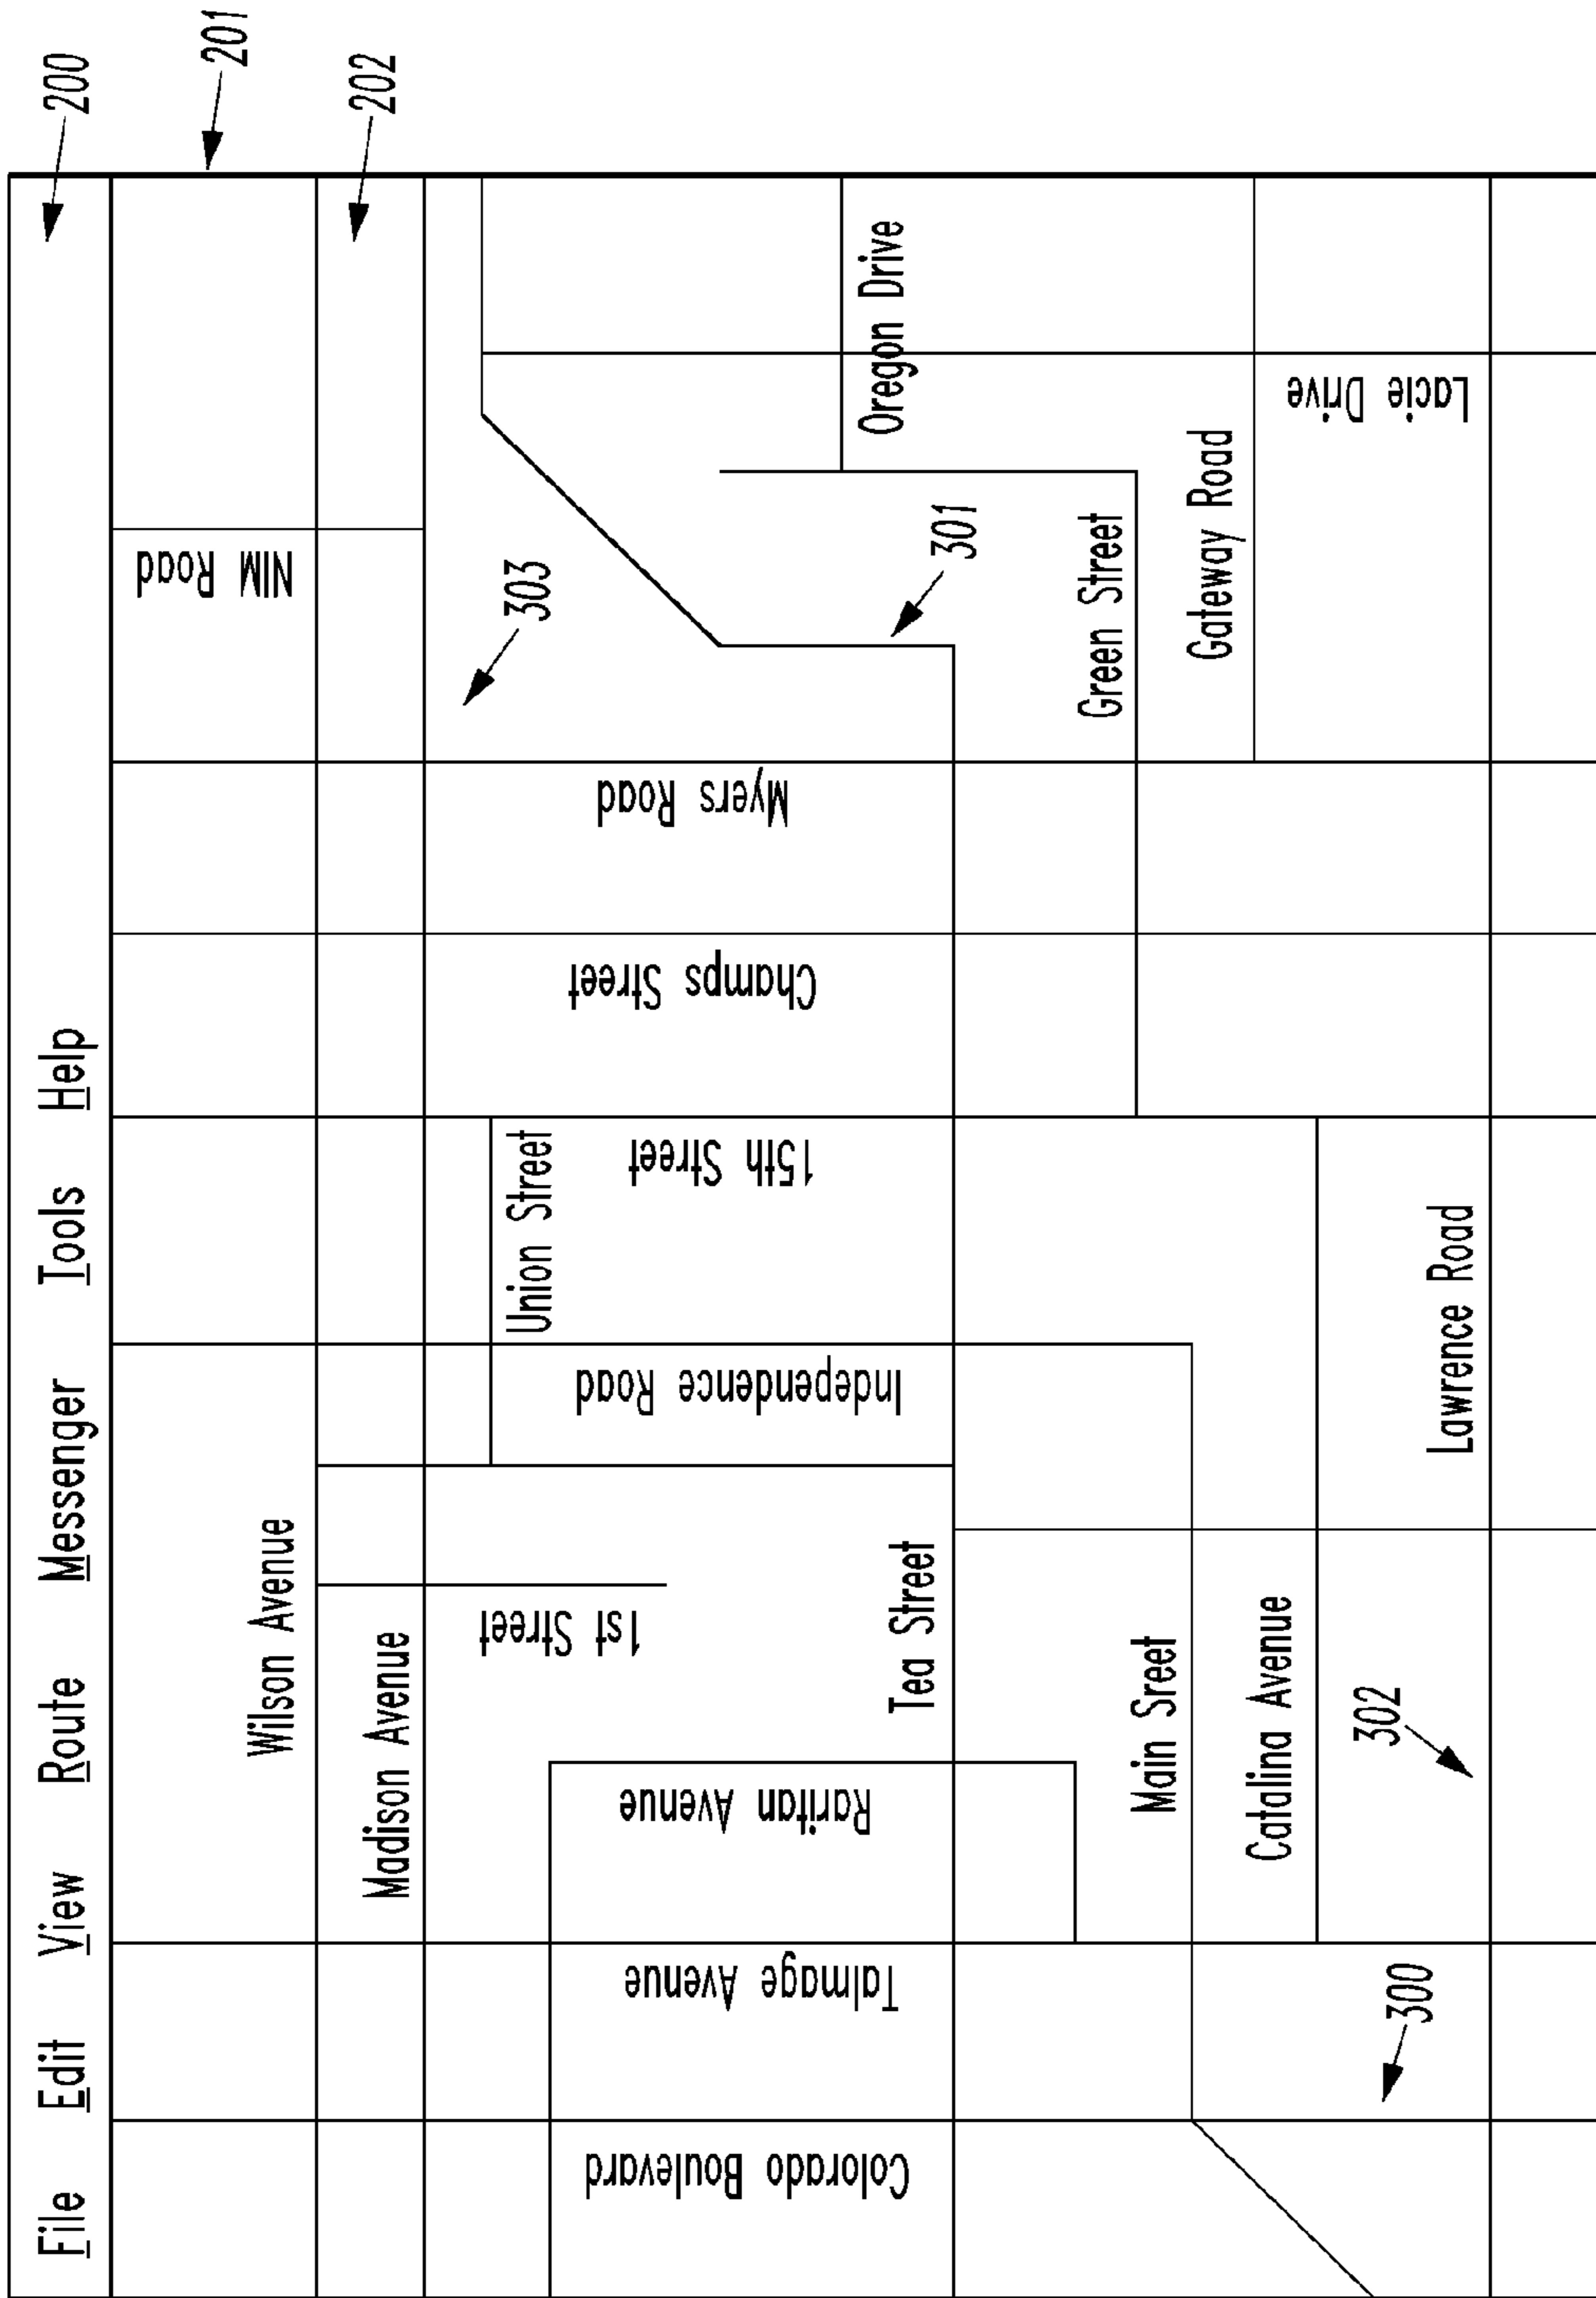 File Edit View Route Messenger Tools Help
200
201
202
Wilson Avenue
NIM Road
Madison Avenue
303
1st Street
Union Street
Raritan Avenue
Talmage Avenue
Colorado Boulevard
Independence Road
15th Street
Champs Street
Myers Road
Oregon Drive
Tea Street
301
Green Street
Main Sreet
Gateway Road
Catalina Avenue
Lacie Drive
302
300
Lawrence Road